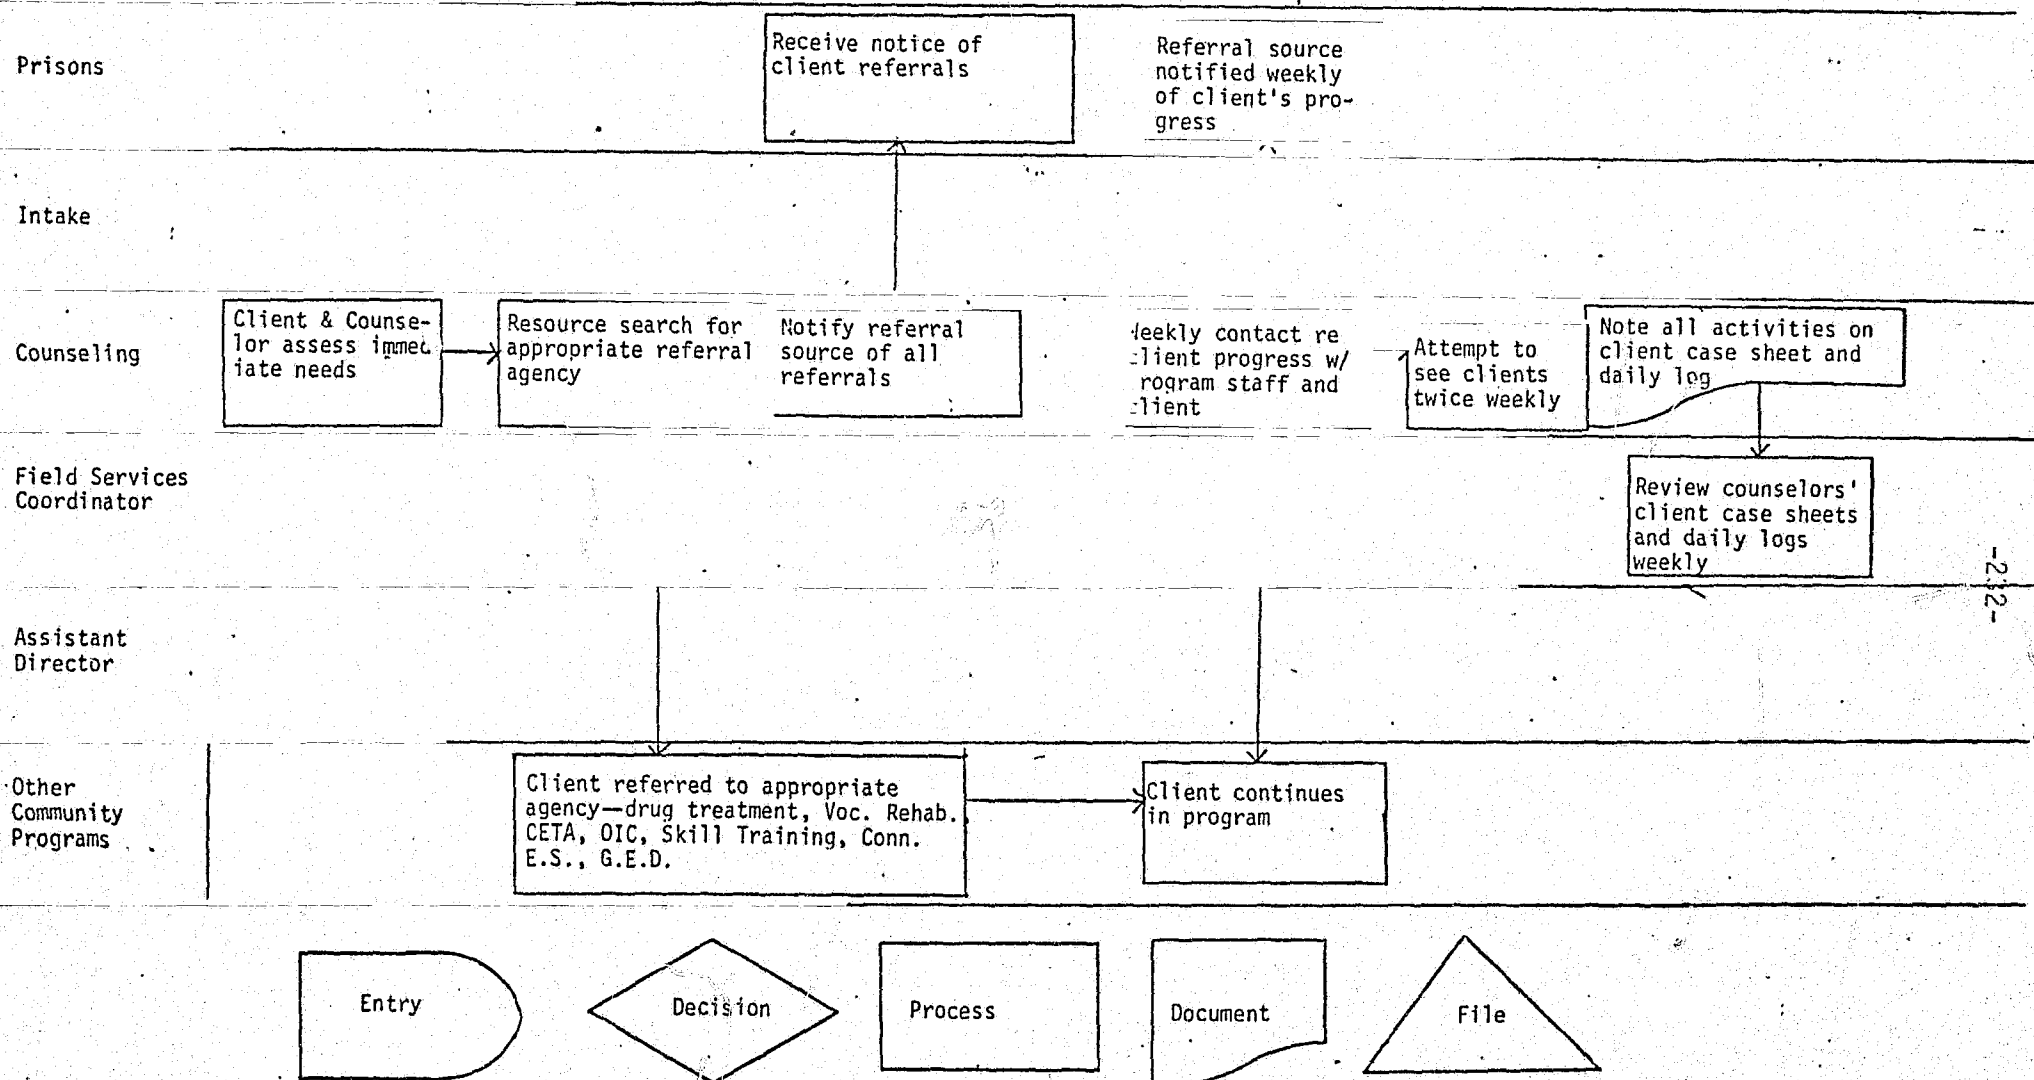 Prisons
Receive notice of
client referrals
Referral source
notified weekly
of client's pro-
gress
Intake
Counseling
Client & Counse-
lor assess immed
iate needs
Resource search for
appropriate referral
agency
Notify referral
source of all
referrals
leekly contact re
client progress w/
rogram staff and
client
Attempt to
see clients
twice weekly
Note all activities on
client case sheet and
daily log
Field Services
Coordinator
Review counselors'
client case sheets
and daily logs
weekly
-232-
Assistant
Director
Other
Community
Programs
Client referred to appropriate
agency—drug treatment, Voc. Rehab.
CETA, OIC, Skill Training, Conn.
E.S., G.E.D.
Client continues
in program
Entry
Decision
Process
Document
File